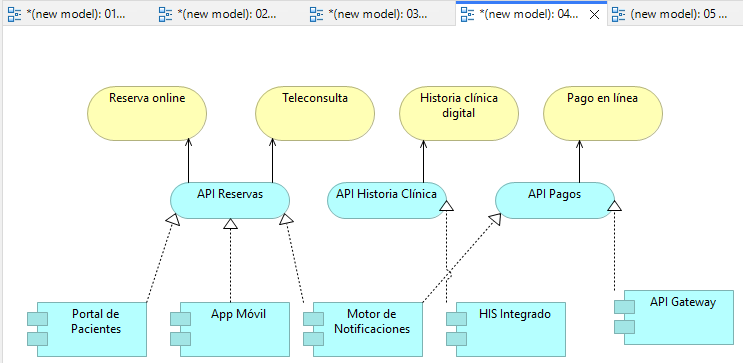 *(new model): 01...
*(new model): 02...
*(new model): 03...
*(new model): 04...
(new model): 05 ...
Reserva online
Teleconsulta
Historia clínica
digital
Pago en línea
API Reservas
API Historia Clínica
API Pagos
Portal de
Pacientes
App Móvil
Motor de
Notificaciones
HIS Integrado
API Gateway